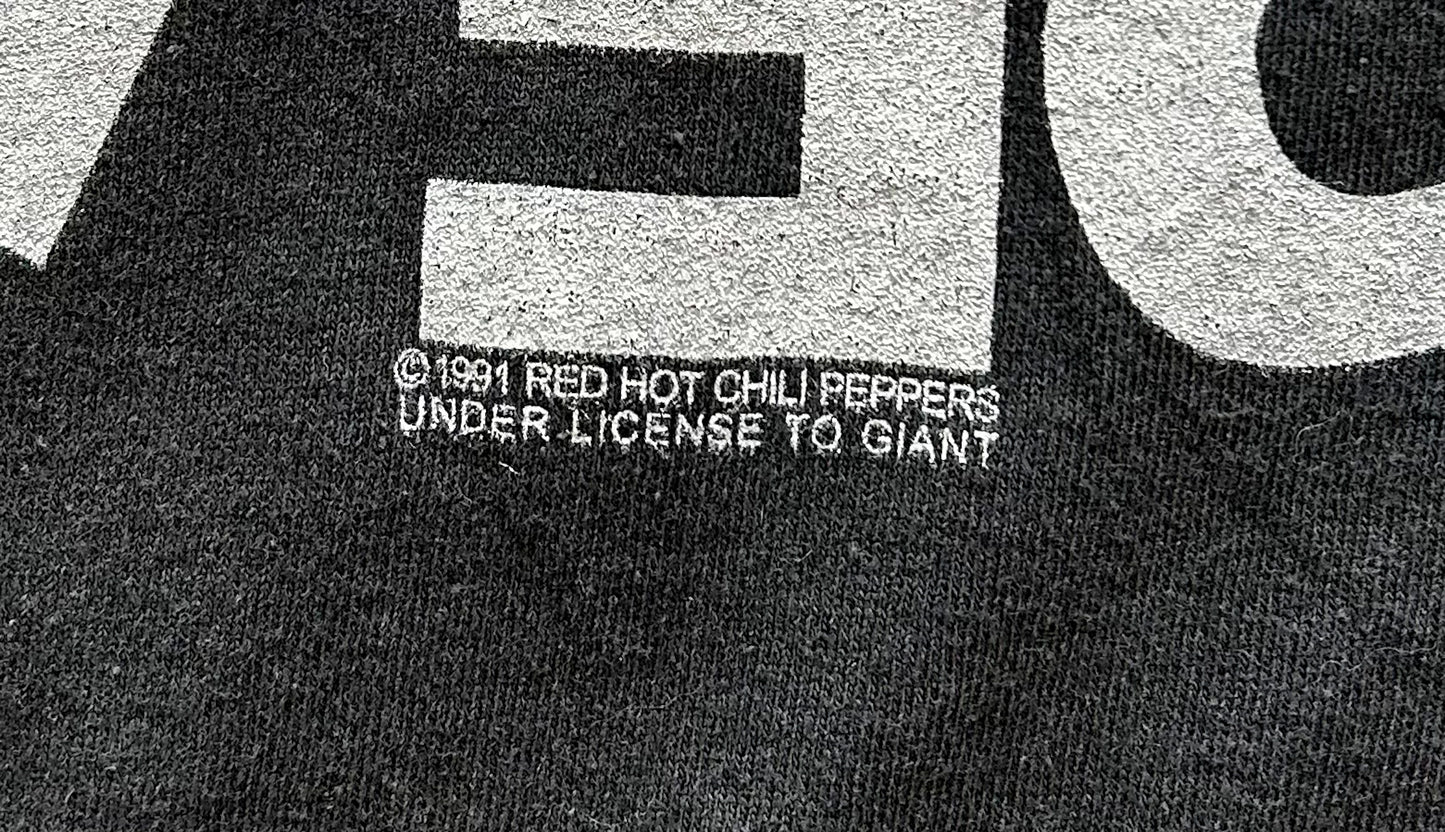 ©1991 RED HOT CHILI PEPPERS
UNDER LICENSE TO GIANT